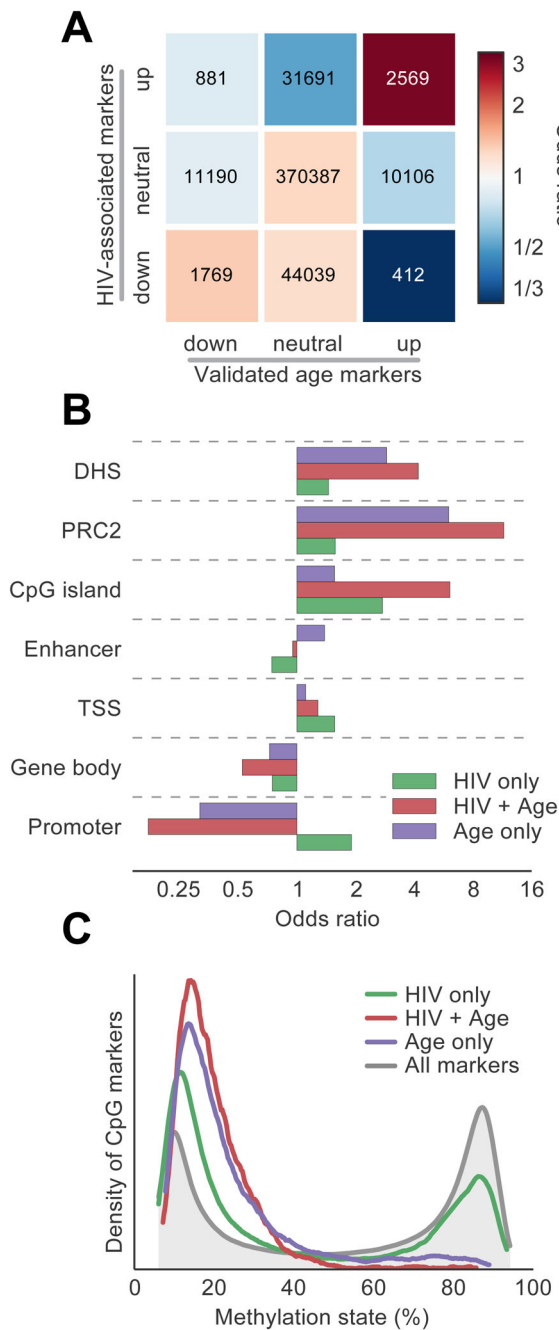 A
HIV-associated markers
up
neutral
down
881 31691 2569
11190 370387 10106
1769 44039 412
down neutral up
Validated age markers
3
2
1
1/2
1/3
B
DHS
PRC2
CpG island
Enhancer
TSS
Gene body
Promoter
HIV only
HIV + Age
Age only
0.25 0.5 1 2 4 8 16
Odds ratio
C
Density of CpG markers
HIV only
HIV + Age
Age only
All markers
0 20 40 60 80 100
Methylation state (%)